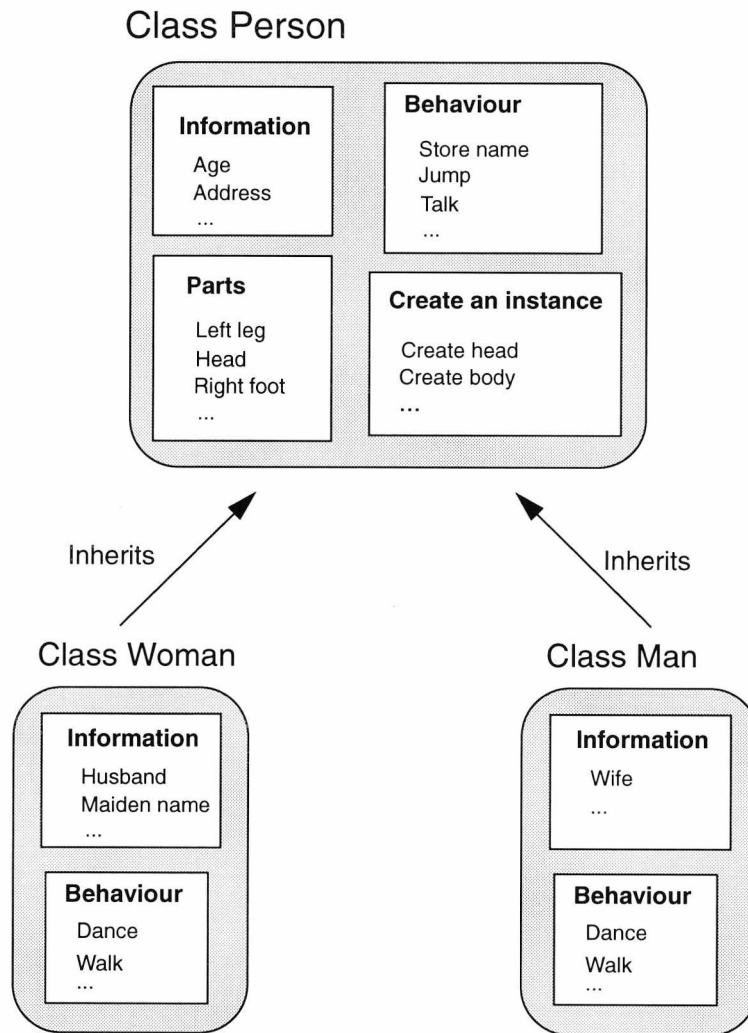 Class Person
Information
Age
Address
...
Behaviour
Store name
Jump
Talk
...
Parts
Left leg
Head
Right foot
...
Create an instance
Create head
Create body
...
Inherits
Inherits
Class Woman
Information
Husband
Maiden name
...
Behaviour
Dance
Walk
...
Class Man
Information
Wife
...
Behaviour
Dance
Walk
...